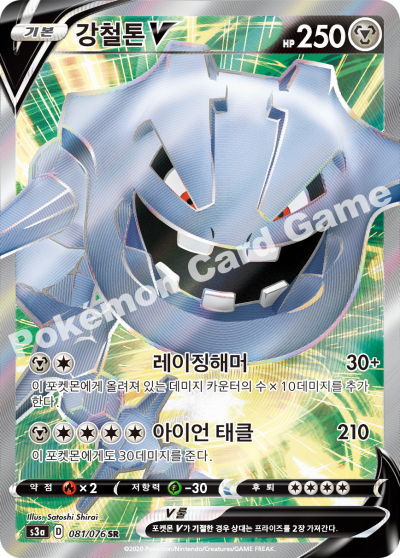 기본 강철톤 V HP 250
Pokémon Card Game
레이징해머 30+
이 포켓몬에게 올려져 있는 데미지 카운터의 수 × 10데미지를 추가
한다.
아이언 태클 210
이 포켓몬에게도 30데미지를 준다.
약점 ×2 저항력 -30 후퇴
Illus. Satoshi Shirai
V 룰
s3a D 081/076 SR
포켓몬 V가 기절한 경우 상대는 프라이즈를 2장 가져간다.
©2020 Pokémon/Nintendo/Creatures/GAME FREAK.